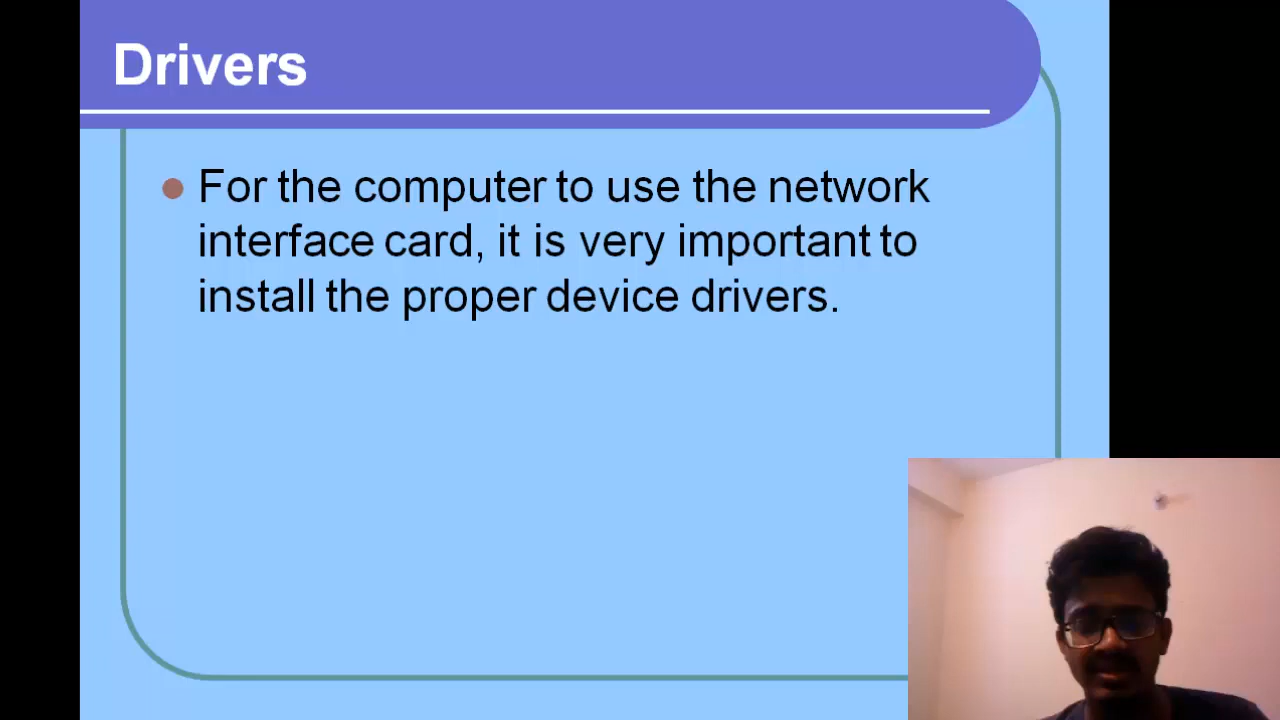 Drivers
For the computer to use the network
interface card, it is very important to
install the proper device drivers.